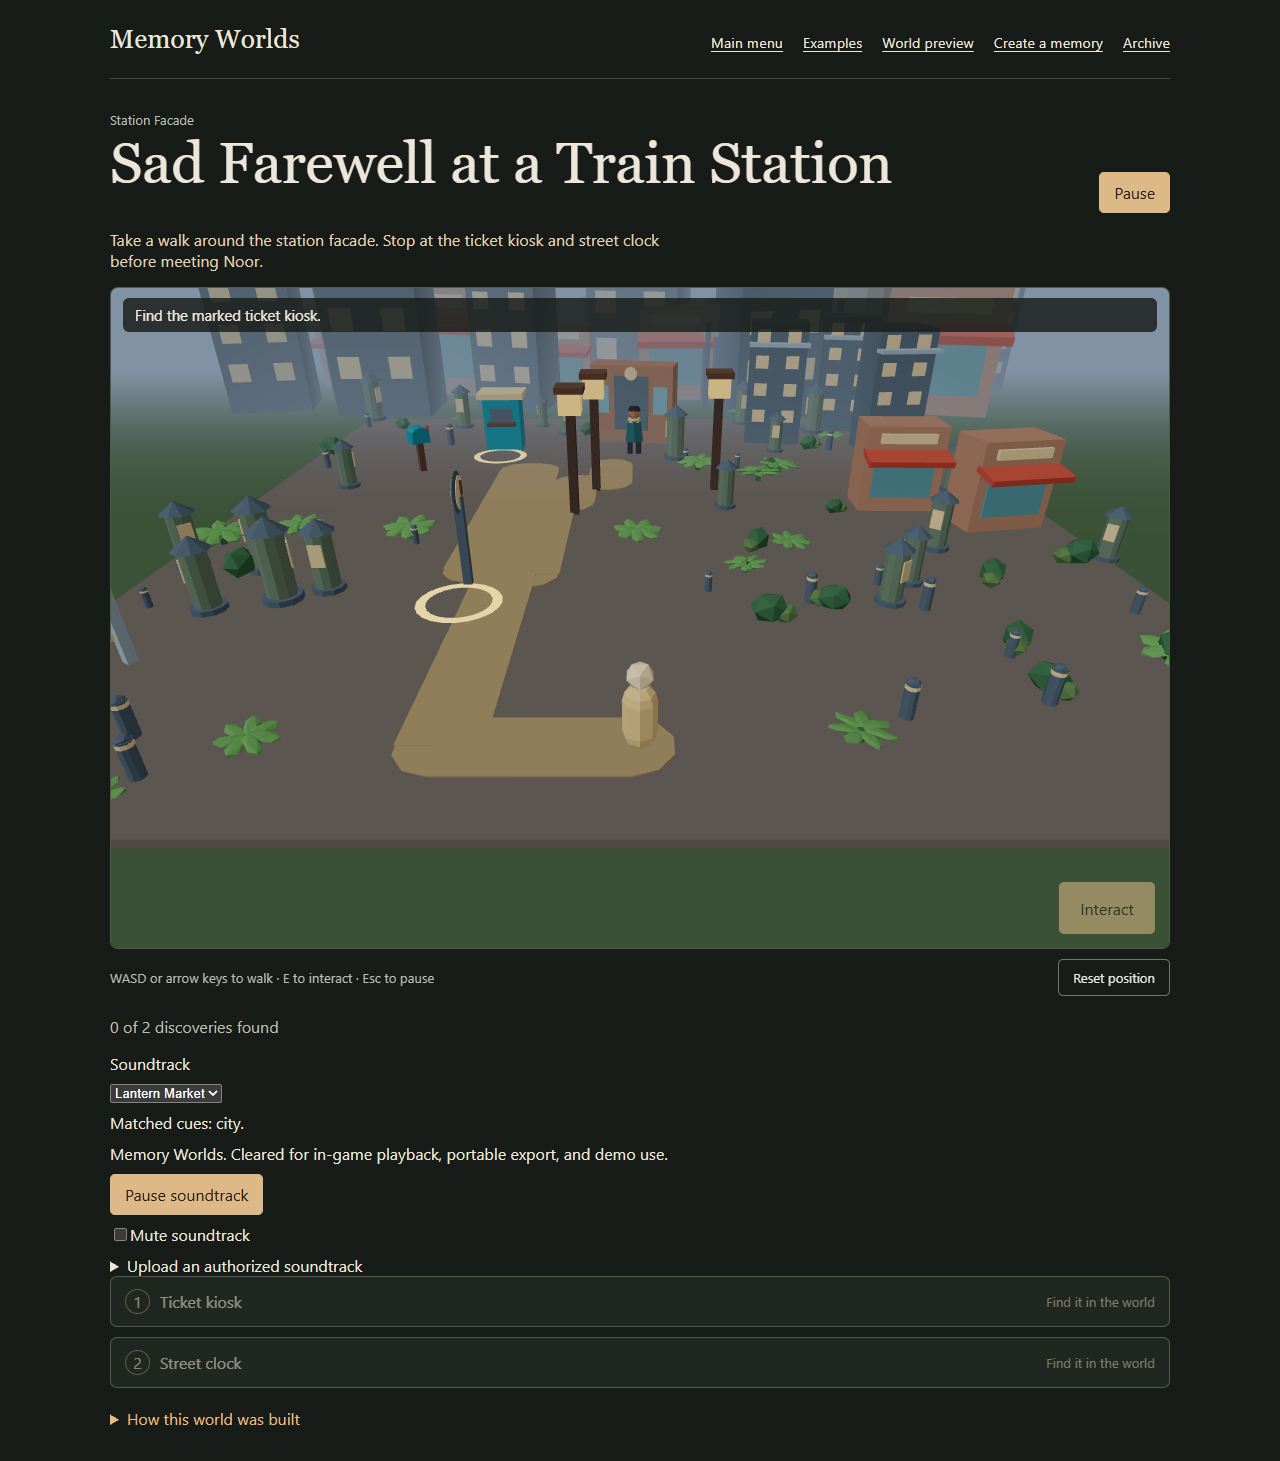 Memory Worlds
Main menu
Examples
World preview
Create a memory
Archive
Station Facade
Sad Farewell at a Train Station
Pause
Take a walk around the station facade. Stop at the ticket kiosk and street clock
before meeting Noor.
Find the marked ticket kiosk.
Interact
WASD or arrow keys to walk · E to interact · Esc to pause
Reset position
0 of 2 discoveries found
Soundtrack
Lantern Market
Matched cues: city.
Memory Worlds. Cleared for in-game playback, portable export, and demo use.
Pause soundtrack
Mute soundtrack
Upload an authorized soundtrack
1 Ticket kiosk
Find it in the world
2 Street clock
Find it in the world
How this world was built